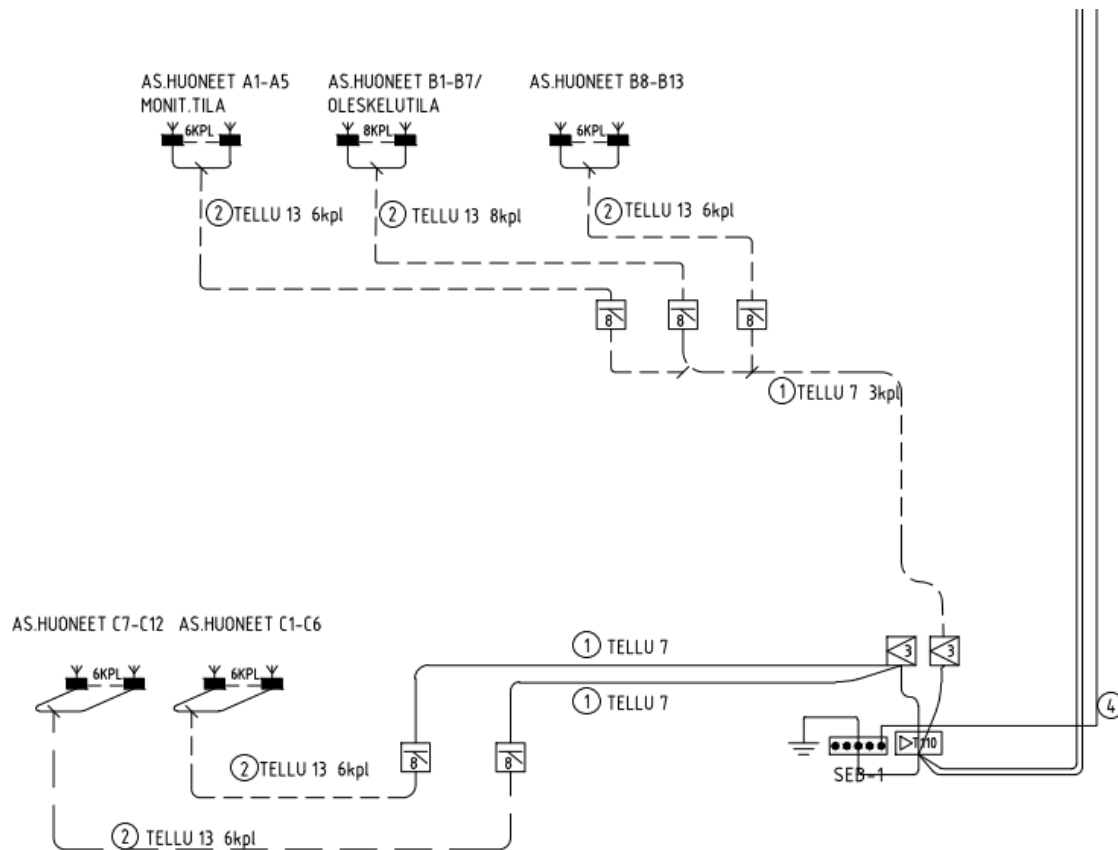 AS.HUONEET A1-A5
MONIT.TILA
AS.HUONEET B1-B7/
OLESKELUTILA
AS.HUONEET B8-B13
6KPL
8KPL
6KPL
2 TELLU 13 6kpl
2 TELLU 13 8kpl
2 TELLU 13 6kpl
8
8
8
1 TELLU 7 3kpl
AS.HUONEET C7-C12
AS.HUONEET C1-C6
6KPL
6KPL
1 TELLU 7
3
3
1 TELLU 7
4
T110
SEB-1
2 TELLU 13 6kpl
8
8
2 TELLU 13 6kpl